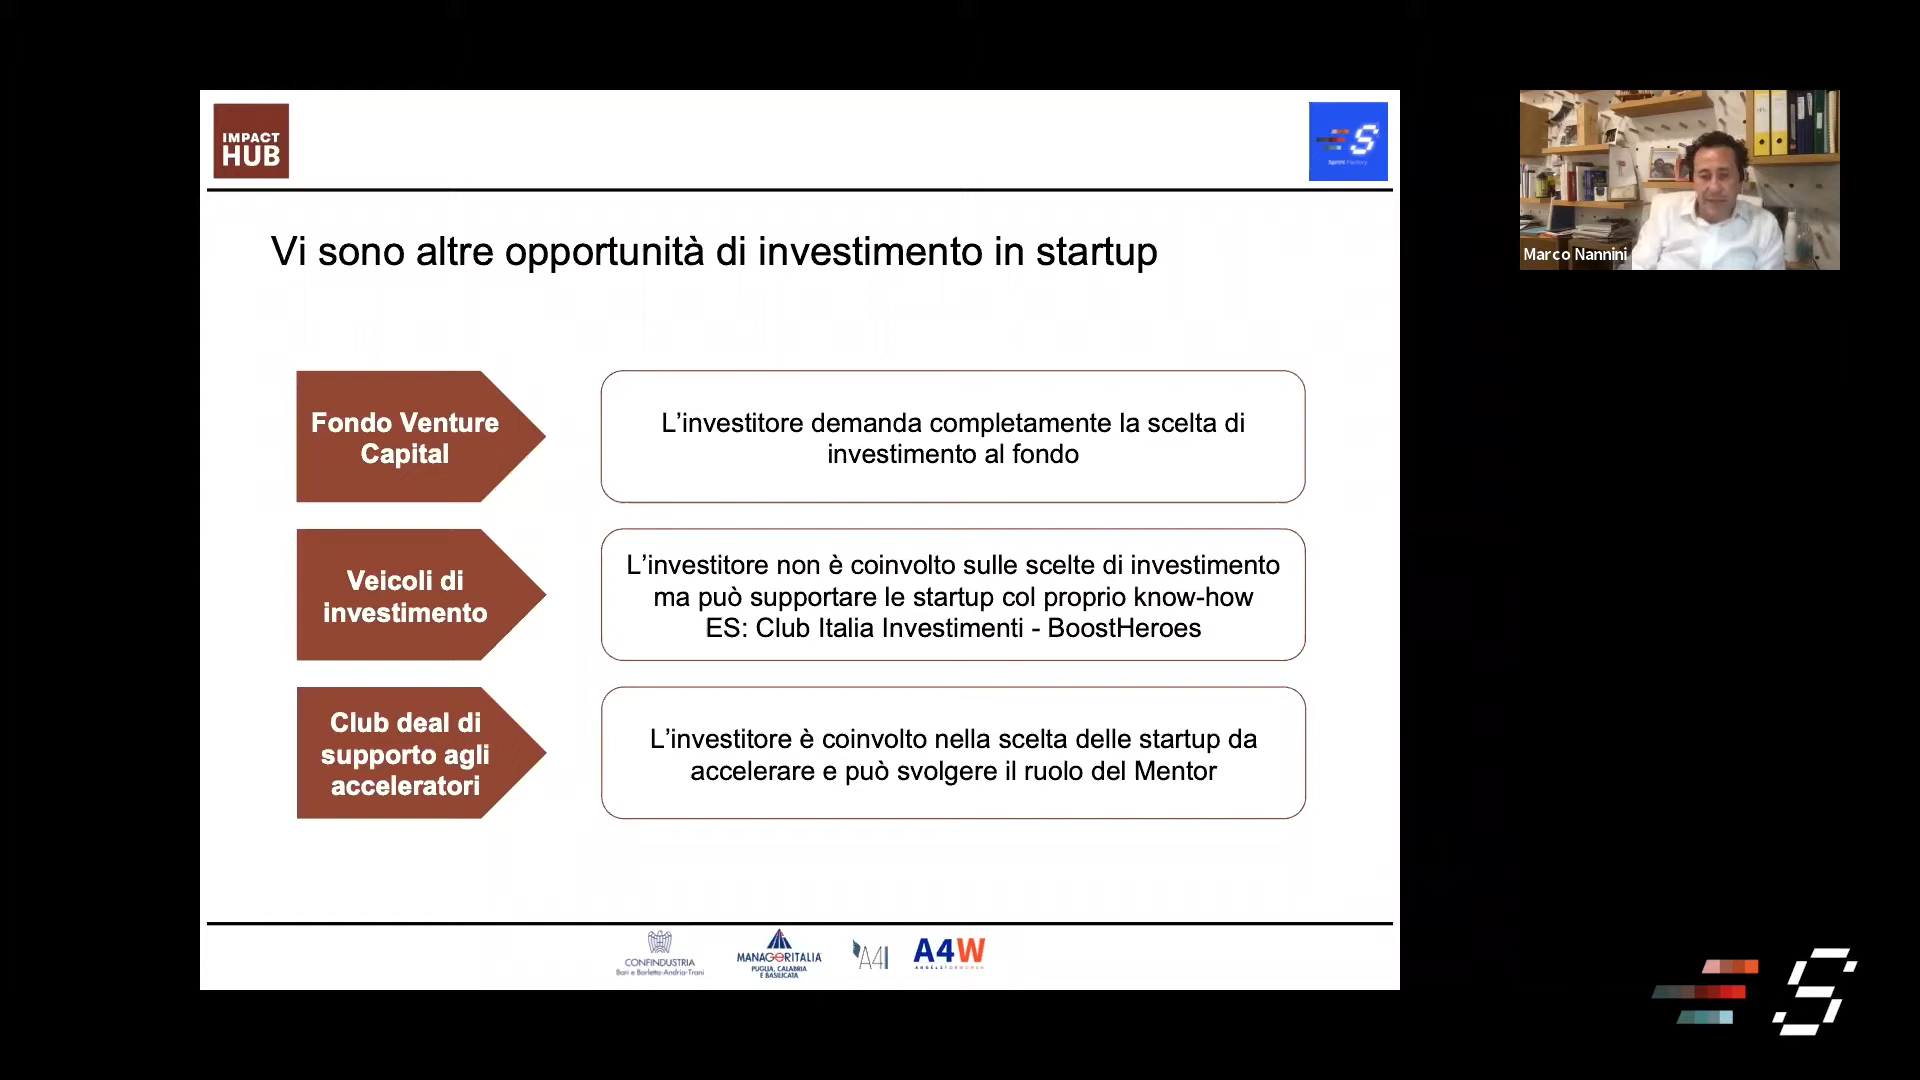 IMPACT
HUB
S
Sprint Factory
Marco Nannini
Vi sono altre opportunità di investimento in startup
Fondo Venture
Capital
L’investitore demanda completamente la scelta di
investimento al fondo
Veicoli di
investimento
L’investitore non è coinvolto sulle scelte di investimento
ma può supportare le startup col proprio know-how
ES: Club Italia Investimenti - BoostHeroes
Club deal di
supporto agli
acceleratori
L’investitore è coinvolto nella scelta delle startup da
accelerare e può svolgere il ruolo del Mentor
CONFINDUSTRIA
Bari e Barletta-Andria-Trani
MANAGERITALIA
PUGLIA, CALABRIA
E BASILICATA
A4I
A4W
ANGELS4WOMEN
S